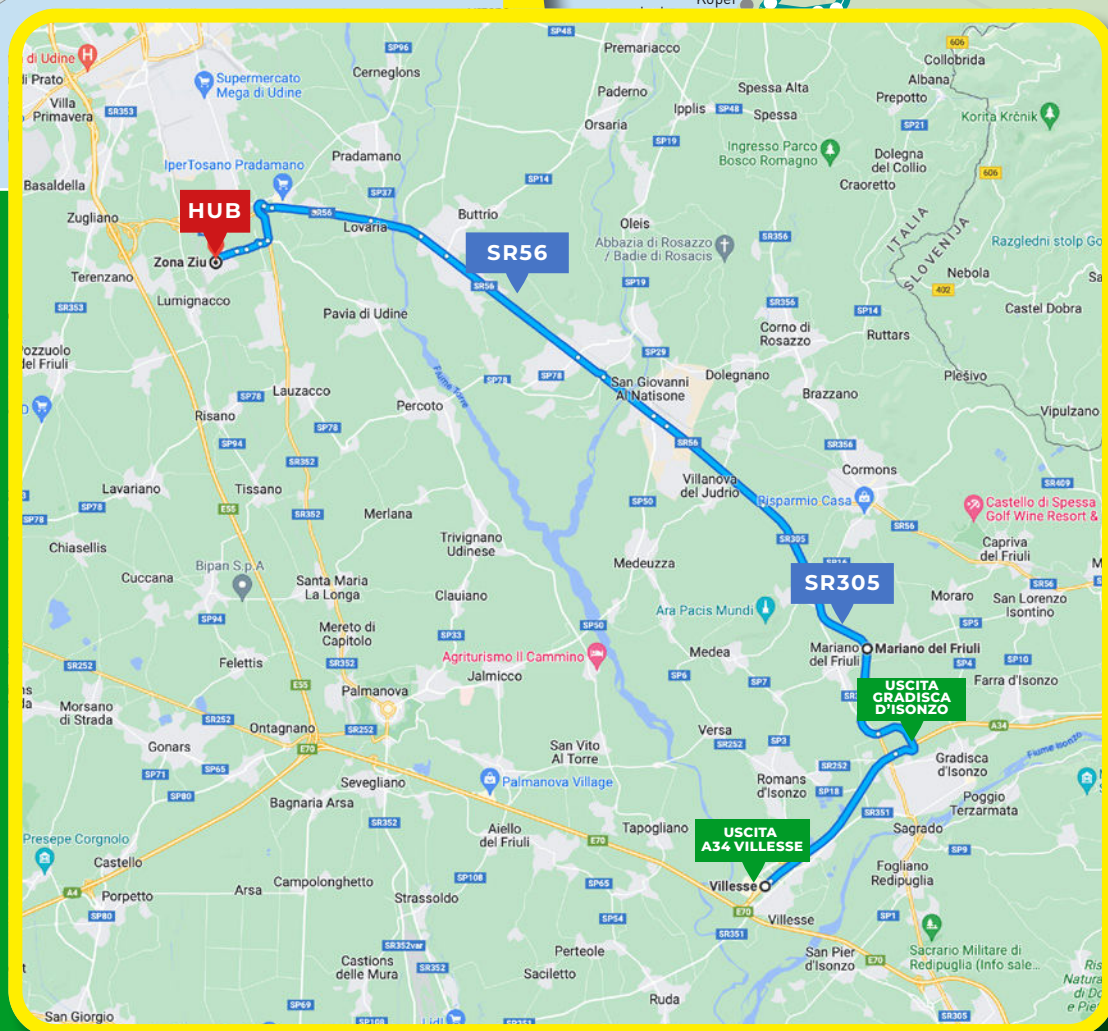 Koper
SP48
606
Premariacco
Collobrida
di Udine
H
SP96
Cerneglons
Albana
di Prato
Supermercato
Mega di Udine
Paderno
Spessa Alta
Prepotto
Villa
Primavera
SR353
Ipplis
SP48
Spessa
Korita Krčnik
Orsaria
SP21
SP19
Ingresso Parco
Bosco Romagno
Dolegna
del Collio
Pradamano
IperTosano Pradamano
606
Basaldella
SP37
SP14
Craoretto
HUB
Zugliano
SR56
Lovaria
Buttrio
Oleis
ITALIA
SLOVENIJA
SR56
Abbazia di Rosazzo
/ Badie di Rosacis
SR356
Razgledni stolp Go
Zona Ziu
Terenzano
SP19
Nebola
SR56
402
Lumignacco
SR353
SR356
Pavia di Udine
SP14
Castel Dobra
Corno di
Rosazzo
Ruttars
Pozzuolo
del Friuli
SP29
Fiume Torre
SP78
SP78
Dolegnano
Plešivo
San Giovanni
Al Natisone
Lauzzacco
SP78
Brazzano
Percoto
Risano
Vipulzano
SP78
SP94
SR56
SR356
SR352
Cormons
Villanova
del Judrio
SR409
Lavariano
Tissano
Risparmio Casa
SP50
Castello di Spessa
Golf Wine Resort &
SP78
E55
SR352
Merlana
SP78
SR56
SR305
Trivignano
Udinese
Capriva
del Friuli
Chiasellis
Medeuzza
Bipan S.p.A
Cuccana
Santa Maria
La Longa
SR305
SR56
Clauiano
Moraro
San Lorenzo
Isontino
Ara Pacis Mundi
SP94
SP50
SP5
Mereto di
Capitolo
SP33
Mariano
del Friuli
Mariano del Friuli
Medea
Agriturismo Il Cammino
SP4
SP10
SR252
Felettis
SR352
Jalmicco
SP6
SP7
Farra d'Isonzo
E55
USCITA
GRADISCA
D'ISONZO
Palmanova
Morsano
di Strada
SR252
A34
Ontagnano
SR252
Versa
SR252
SP3
Gonars
E70
San Vito
Al Torre
Fiume Isonzo
Gradisca
d'Isonzo
SP71
SP65
SR252
Sevegliano
Palmanova Village
Romans
d'Isonzo
SP18
SP80
Poggio
Terzarmata
Bagnaria Arsa
SR351
SR352
Aiello
del Friuli
Tapogliano
USCITA
A34 VILLESSE
Sagrado
Presepe Corgnolo
E70
SP9
Castello
Fogliano
Redipuglia
A4
Porpetto
Arsa
Campolonghetto
SP108
SP65
Villesse
Strassoldo
SP80
E70
SP54
Villesse
SP1
SR351
SR352var
Castions
delle Mura
SR352
Perteole
San Pier
d'Isonzo
E70
Sacrario Militare di
Redipuglia (Info sale...
Saciletto
SP69
Ruda
San Giorgio
Lidl
SR351
SR305